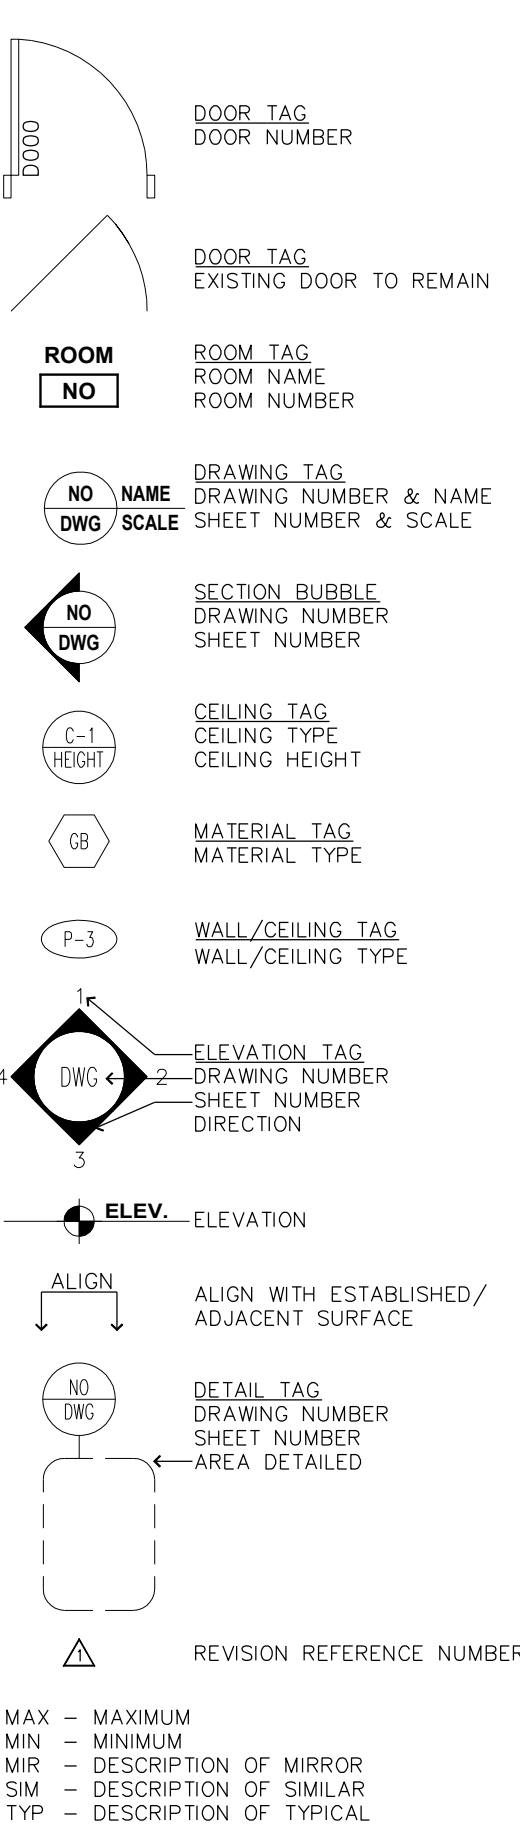 D000
DOOR TAG
DOOR NUMBER
DOOR TAG
EXISTING DOOR TO REMAIN
ROOM
NO
ROOM TAG
ROOM NAME
ROOM NUMBER
NO NAME
DWG SCALE
DRAWING TAG
DRAWING NUMBER & NAME
SHEET NUMBER & SCALE
NO
DWG
SECTION BUBBLE
DRAWING NUMBER
SHEET NUMBER
C-1
HEIGHT
CEILING TAG
CEILING TYPE
CEILING HEIGHT
GB
MATERIAL TAG
MATERIAL TYPE
P-3
WALL/CEILING TAG
WALL/CEILING TYPE
1
4 DWG 2
3
ELEVATION TAG
DRAWING NUMBER
SHEET NUMBER
DIRECTION
ELEV.
ELEVATION
ALIGN
ALIGN WITH ESTABLISHED/
ADJACENT SURFACE
NO
DWG
DETAIL TAG
DRAWING NUMBER
SHEET NUMBER
AREA DETAILED
1
REVISION REFERENCE NUMBER
MAX - MAXIMUM
MIN - MINIMUM
MIR - DESCRIPTION OF MIRROR
SIM - DESCRIPTION OF SIMILAR
TYP - DESCRIPTION OF TYPICAL